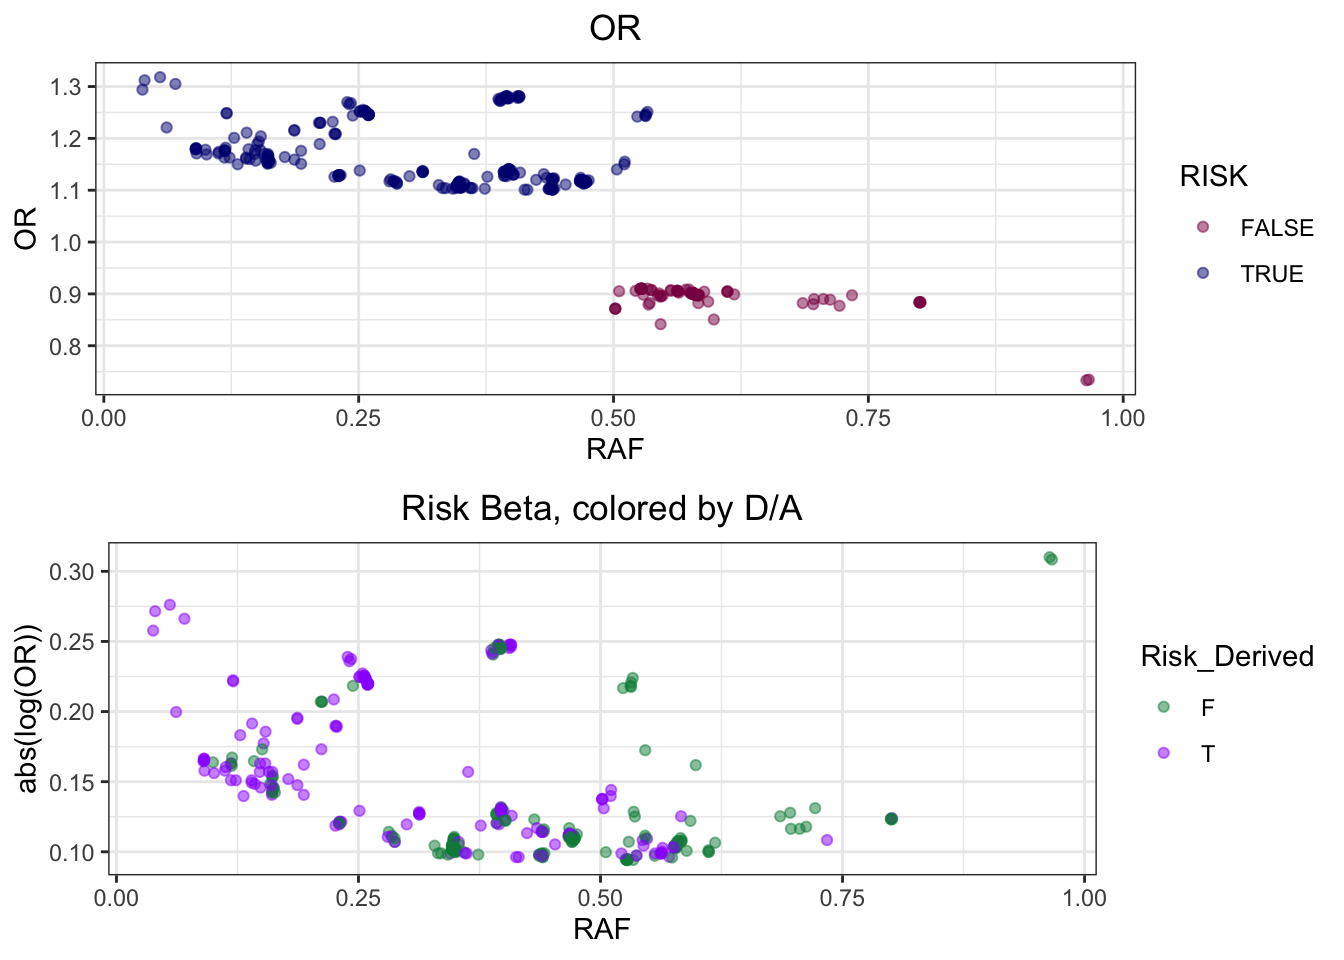 OR
1.3
1.2
1.1
1.0
0.9
0.8
OR
0.00 0.25 0.50 0.75 1.00
RAF
RISK
FALSE
TRUE
Risk Beta, colored by D/A
0.30
0.25
0.20
0.15
0.10
abs(log(OR))
0.00 0.25 0.50 0.75 1.00
RAF
Risk_Derived
F
T